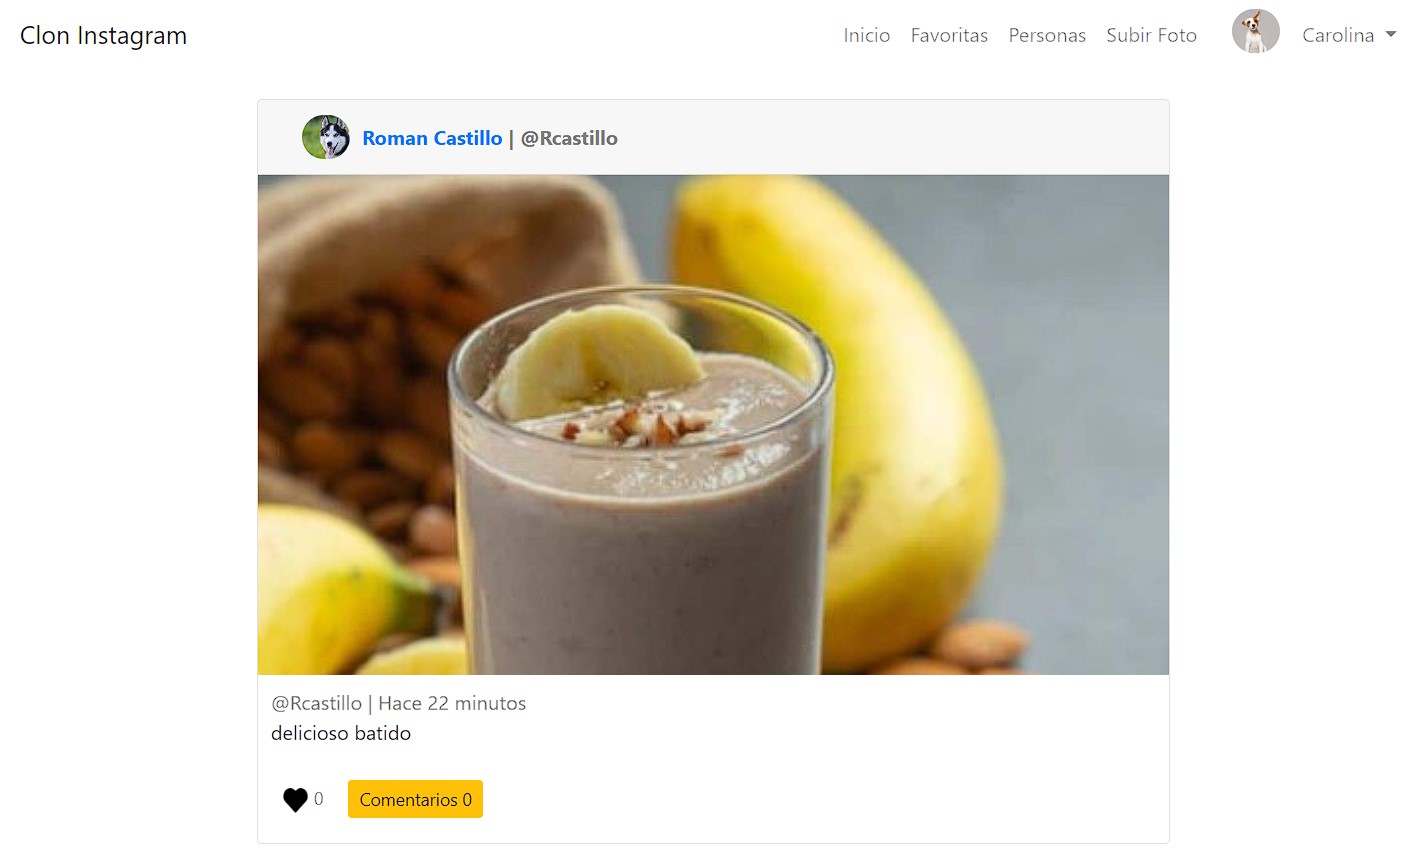 Clon Instagram
Inicio Favoritas Personas Subir Foto Carolina
Roman Castillo | @Rcastillo
@Rcastillo | Hace 22 minutos
delicioso batido
0 Comentarios 0